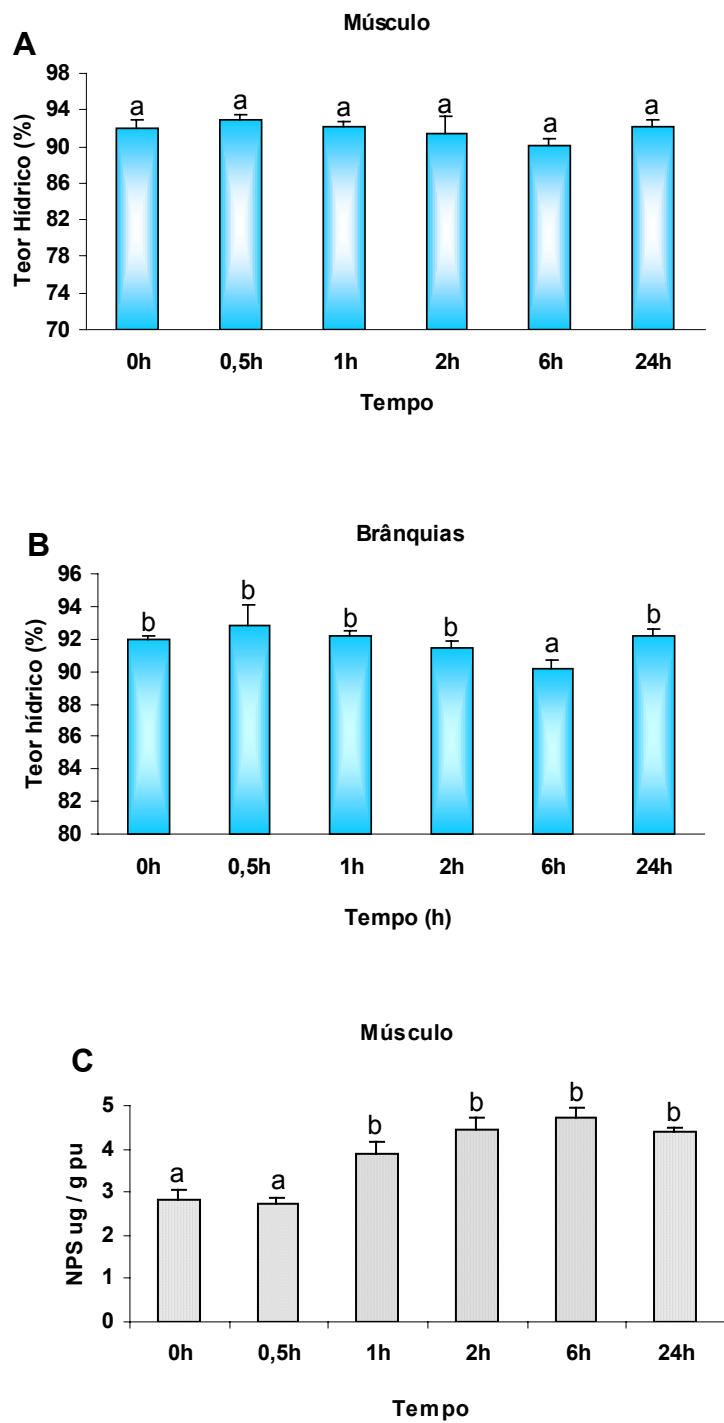 A
Músculo
Teor Hídrico (%)
98
94
90
86
82
78
74
70
a a a a a a
0h 0,5h 1h 2h 6h 24h
Tempo
B
Brânquias
Teor hídrico (%)
96
94
92
90
88
86
84
82
80
b b b b a b
0h 0,5h 1h 2h 6h 24h
Tempo (h)
C
Músculo
NPS ug / g pu
5
4
3
2
1
0
a a b b b b
0h 0,5h 1h 2h 6h 24h
Tempo